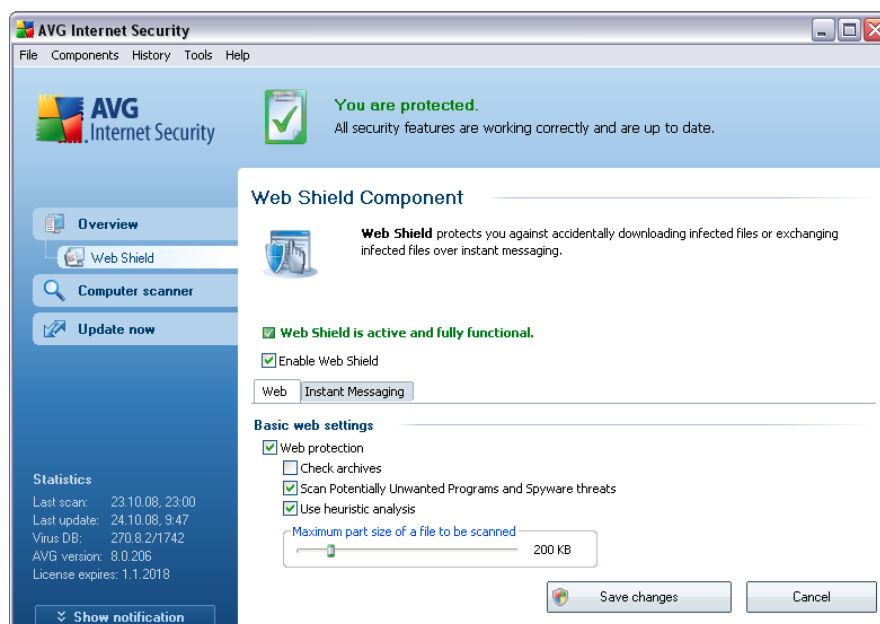 AVG Internet Security
File Components History Tools Help
AVG
Internet Security
You are protected.
All security features are working correctly and are up to date.
Overview
Web Shield
Computer scanner
Update now
Web Shield Component
Web Shield protects you against accidentally downloading infected files or exchanging
infected files over instant messaging.
Web Shield is active and fully functional.
Enable Web Shield
Web Instant Messaging
Basic web settings
Web protection
Check archives
Scan Potentially Unwanted Programs and Spyware threats
Use heuristic analysis
Maximum part size of a file to be scanned
200 KB
Statistics
Last scan: 23.10.08, 23:00
Last update: 24.10.08, 9:47
Virus DB: 270.8.2/1742
AVG version: 8.0.206
License expires: 1.1.2018
Show notification
Save changes Cancel